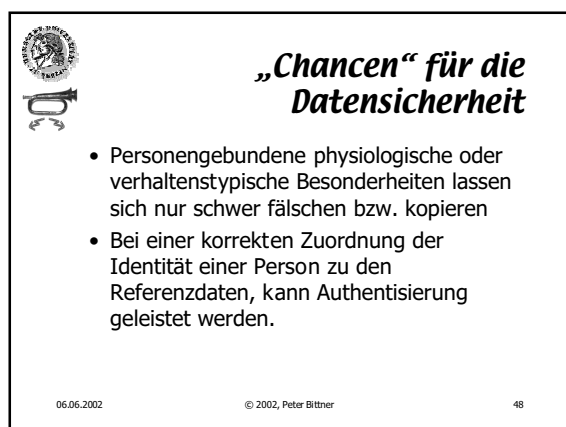 „Chancen“ für die
Datensicherheit
• Personengebundene physiologische oder
verhaltenstypische Besonderheiten lassen
sich nur schwer fälschen bzw. kopieren
• Bei einer korrekten Zuordnung der
Identität einer Person zu den
Referenzdaten, kann Authentisierung
geleistet werden.
06.06.2002 © 2002, Peter Bittner 48